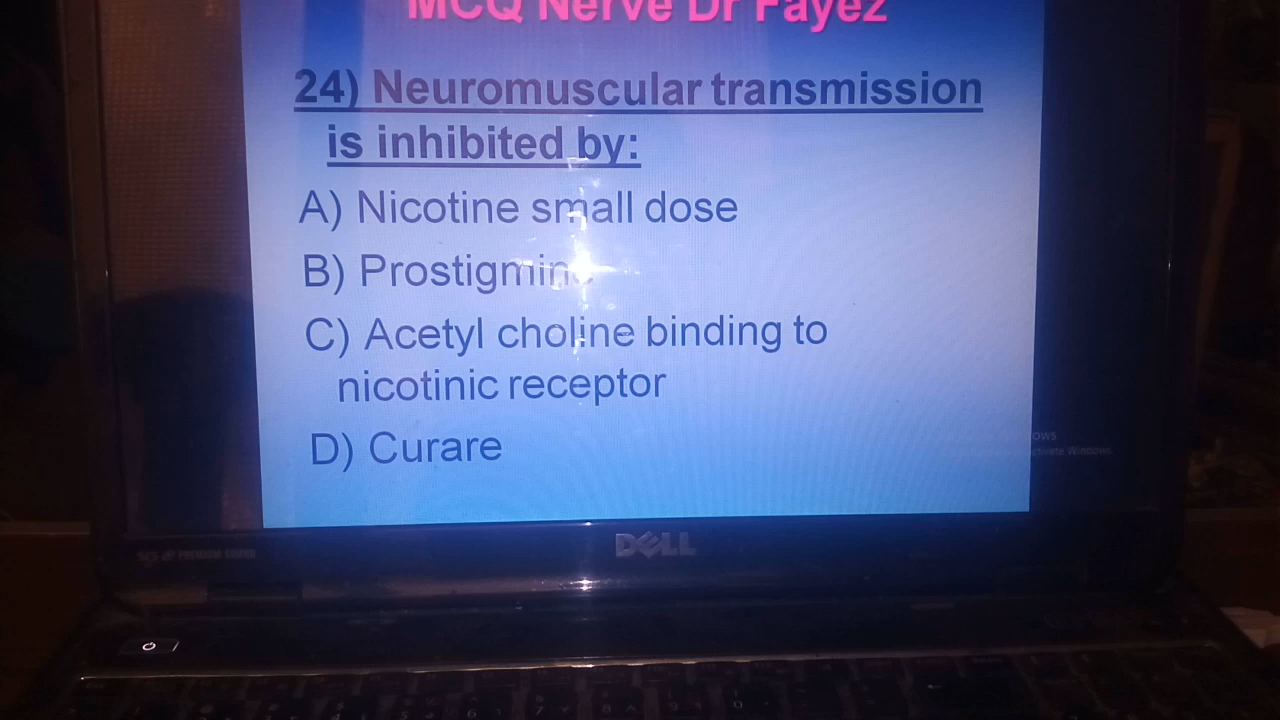 MCQ Nerve Dr Fayez
24) Neuromuscular transmission
is inhibited by:
A) Nicotine small dose
B) Prostigmine
C) Acetyl choline binding to
nicotinic receptor
D) Curare
DELL